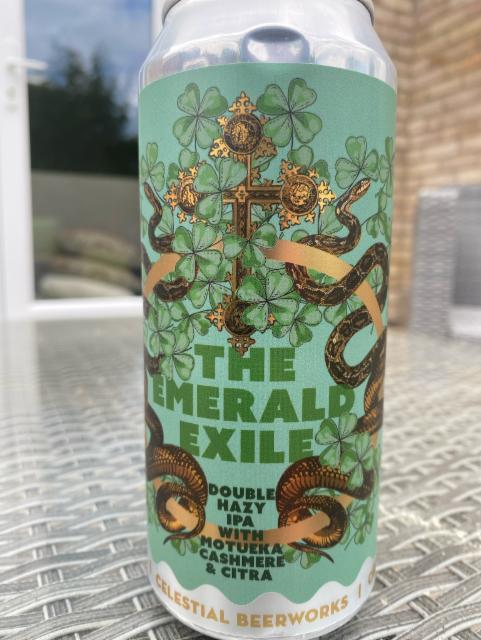 THE
EMERALD
EXILE
DOUBLE
HAZY
IPA
WITH
MOTUEKA
CASHMERE
& CITRA
CELESTIAL BEERWORKS